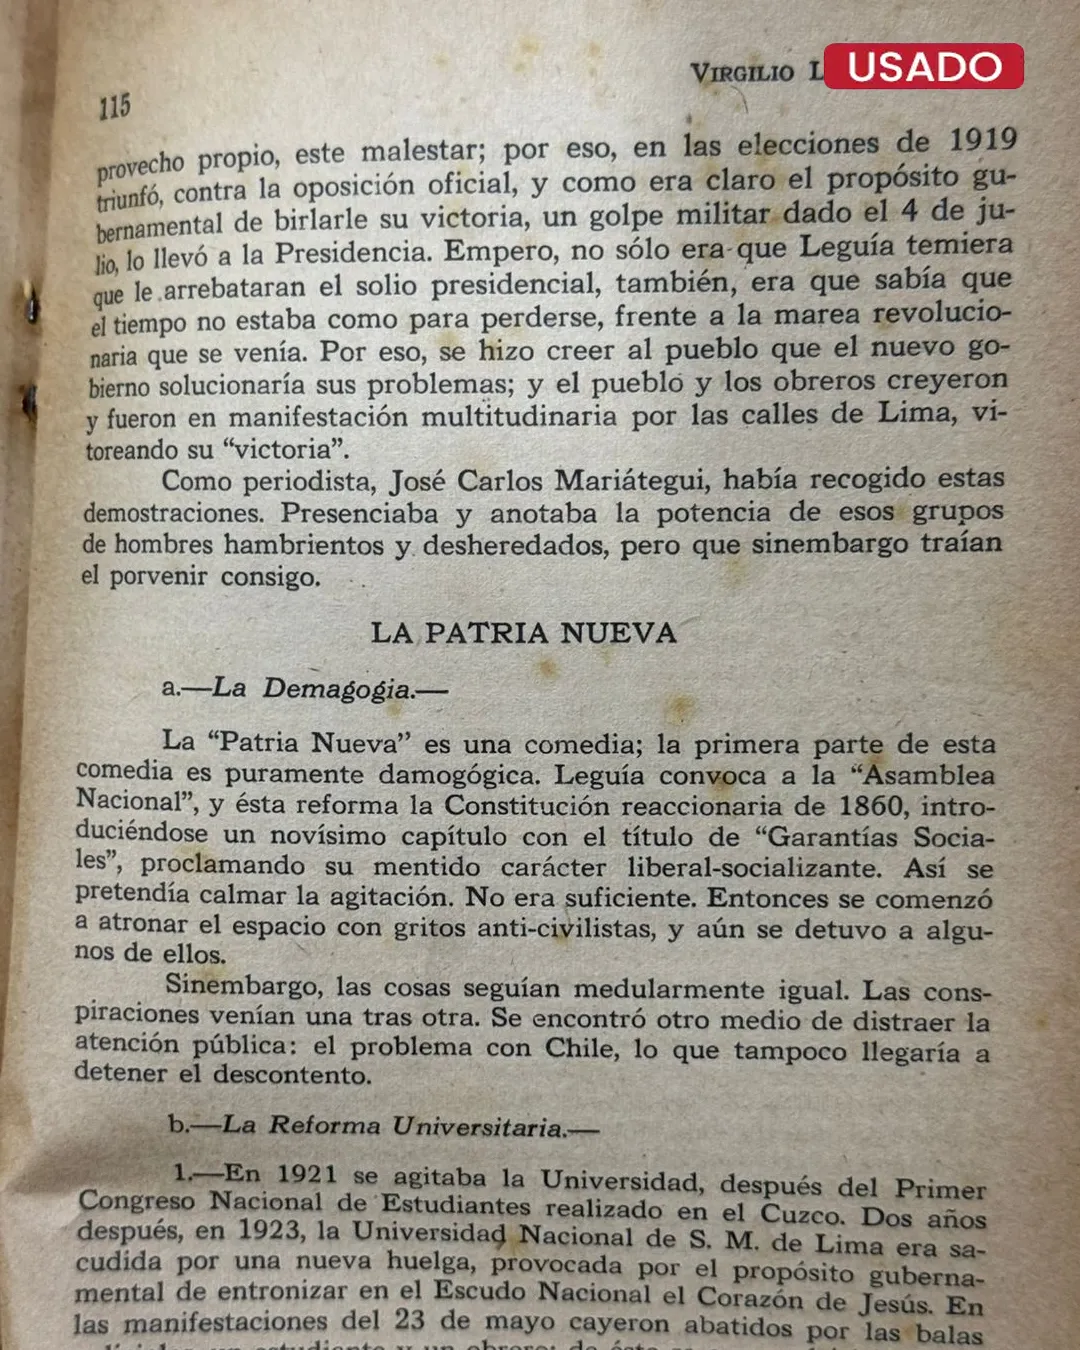 VIRGILIO L
USADO
115
provecho propio, este malestar; por eso, en las elecciones de 1919
triunfó, contra la oposición oficial, y como era claro el propósito gu-
bernamental de birlarle su victoria, un golpe militar dado el 4 de ju-
lio, lo llevó a la Presidencia. Empero, no sólo era que Leguía temiera
que le arrebataran el solio presidencial, también, era que sabía que
el tiempo no estaba como para perderse, frente a la marea revolucio-
naria que se venía. Por eso, se hizo creer al pueblo que el nuevo go-
bierno solucionaría sus problemas; y el pueblo y los obreros creyeron
y fueron en manifestación multitudinaria por las calles de Lima, vi-
toreando su “victoria”.
Como periodista, José Carlos Mariátegui, había recogido estas
demostraciones. Presenciaba y anotaba la potencia de esos grupos
de hombres hambrientos y desheredados, pero que sinembargo traían
el porvenir consigo.
LA PATRIA NUEVA
a.—La Demagogia.—
La “Patria Nueva” es una comedia; la primera parte de esta
comedia es puramente damogógica. Leguía convoca a la “Asamblea
Nacional”, y ésta reforma la Constitución reaccionaria de 1860, intro-
duciéndose un novísimo capítulo con el título de “Garantías Socia-
les”, proclamando su mentido carácter liberal-socializante. Así se
pretendía calmar la agitación. No era suficiente. Entonces se comenzó
a atronar el espacio con gritos anti-civilistas, y aún se detuvo a algu-
nos de ellos.
Sinembargo, las cosas seguían medularmente igual. Las cons-
piraciones venían una tras otra. Se encontró otro medio de distraer la
atención pública: el problema con Chile, lo que tampoco llegaría a
detener el descontento.
b.—La Reforma Universitaria.—
1.—En 1921 se agitaba la Universidad, después del Primer
Congreso Nacional de Estudiantes realizado en el Cuzco. Dos años
después, en 1923, la Universidad Nacional de S. M. de Lima era sa-
cudida por una nueva huelga, provocada por el propósito guberna-
mental de entronizar en el Escudo Nacional el Corazón de Jesús. En
las manifestaciones del 23 de mayo cayeron abatidos por las balas